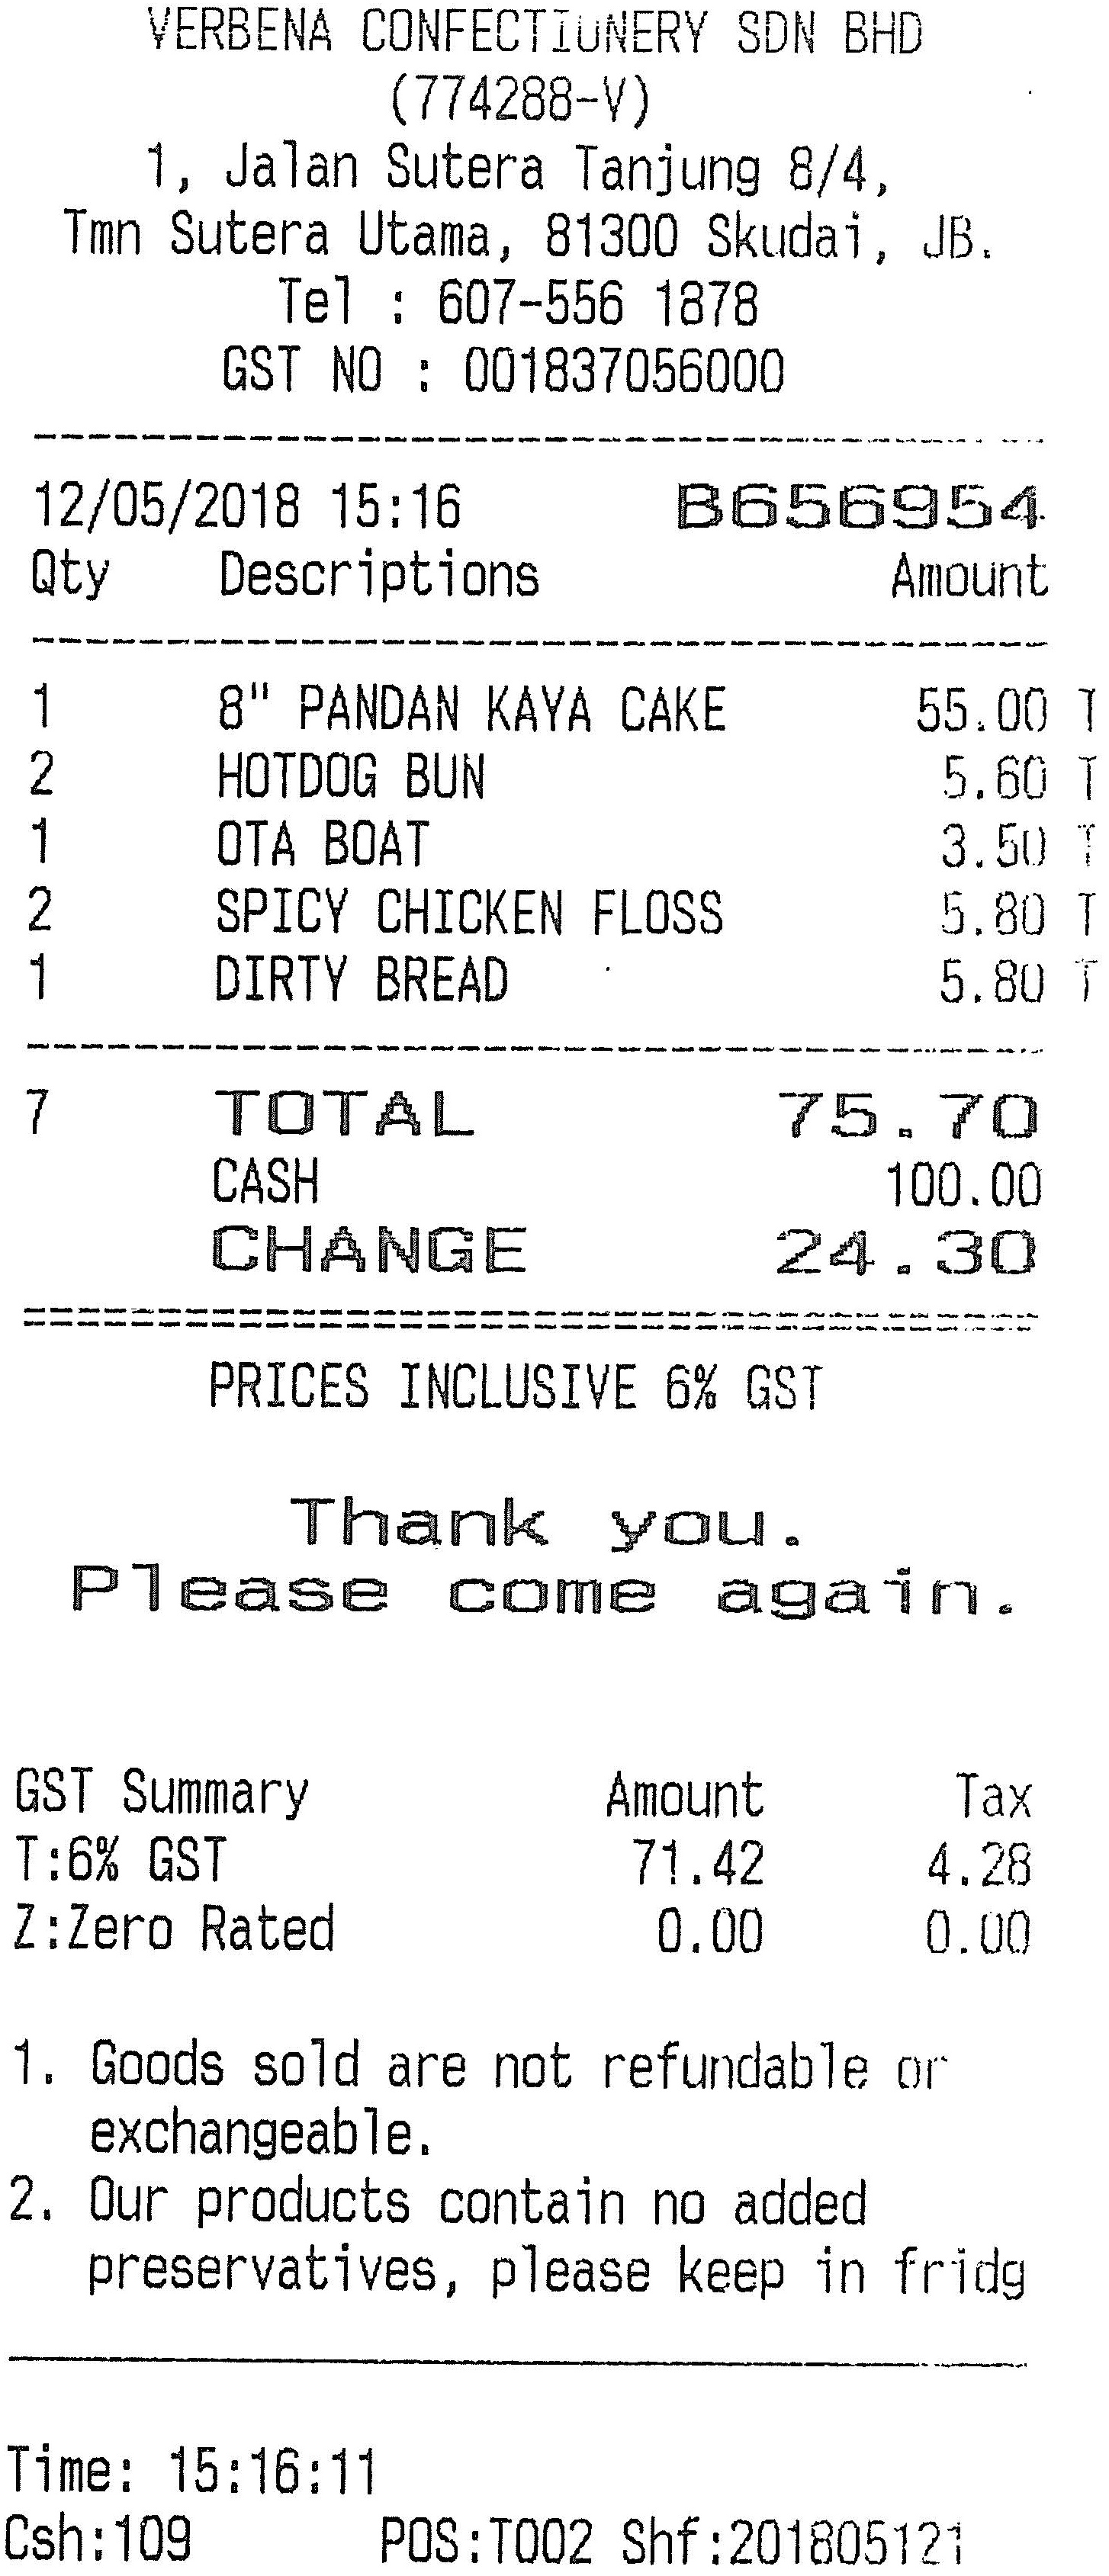 VERBENA CONFECTIONERY SDN BHD
(774288-V)
1, Jalan Sutera Tanjung 8/4,
Tmn Sutera Utama, 81300 Skudai, JB.
Tel : 607-556 1878
GST NO : 001837056000
12/05/2018 15:16 B656954
Qty Descriptions Amount
1 8" PANDAN KAYA CAKE 55.00 T
2 HOTDOG BUN 5.60 T
1 OTA BOAT 3.50 T
2 SPICY CHICKEN FLOSS 5.80 T
1 DIRTY BREAD 5.80 T
7 TOTAL 75.70
CASH 100.00
CHANGE 24.30
PRICES INCLUSIVE 6% GST
Thank you.
Please come again.
GST Summary Amount Tax
T:6% GST 71.42 4.28
Z:Zero Rated 0.00 0.00
1. Goods sold are not refundable or
exchangeable.
2. Our products contain no added
preservatives, please keep in fridg
Time: 15:16:11
Csh:109 POS:T002 Shf:201805121